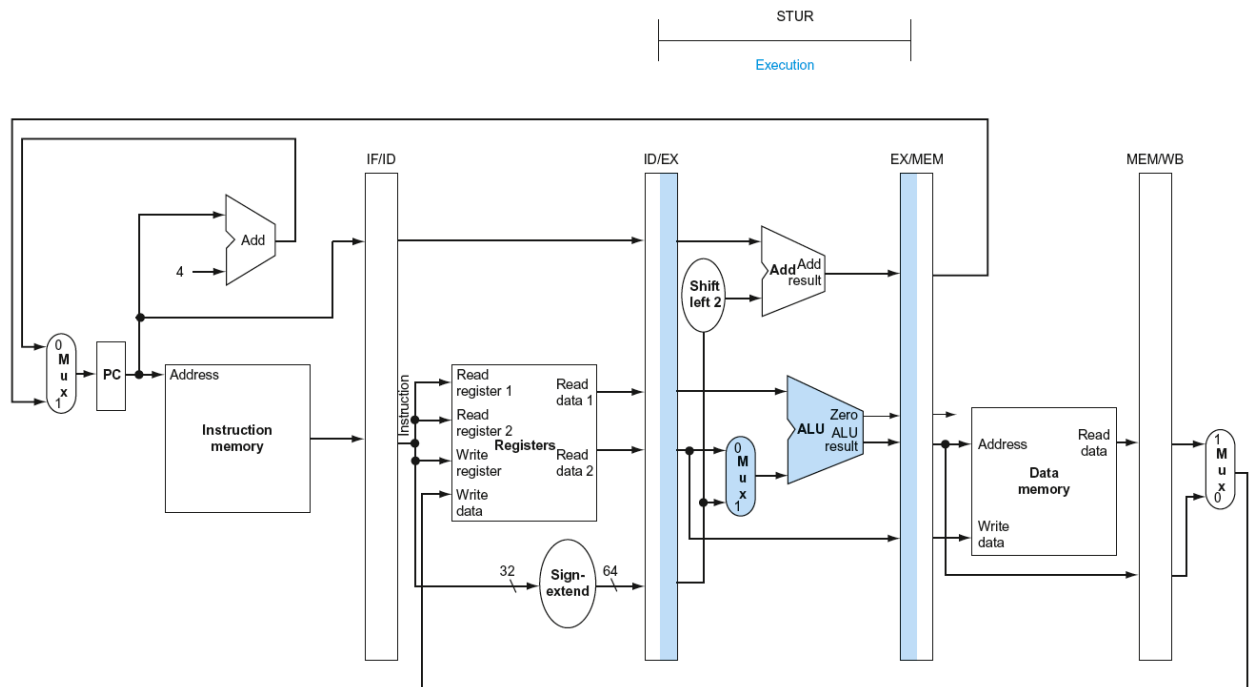 STUR
Execution
IF/ID
ID/EX
EX/MEM
MEM/WB
Add
4
Shift
left 2
Add
Add
result
0
M
u
x
1
PC
Address
Instruction
memory
Instruction
Read
register 1
Read
register 2
Write
register
Write
data
Registers
Read
data 1
Read
data 2
0
M
u
x
1
ALU
Zero
ALU
result
Address
Read
data
Data
memory
Write
data
1
M
u
x
0
32
Sign-
extend
64